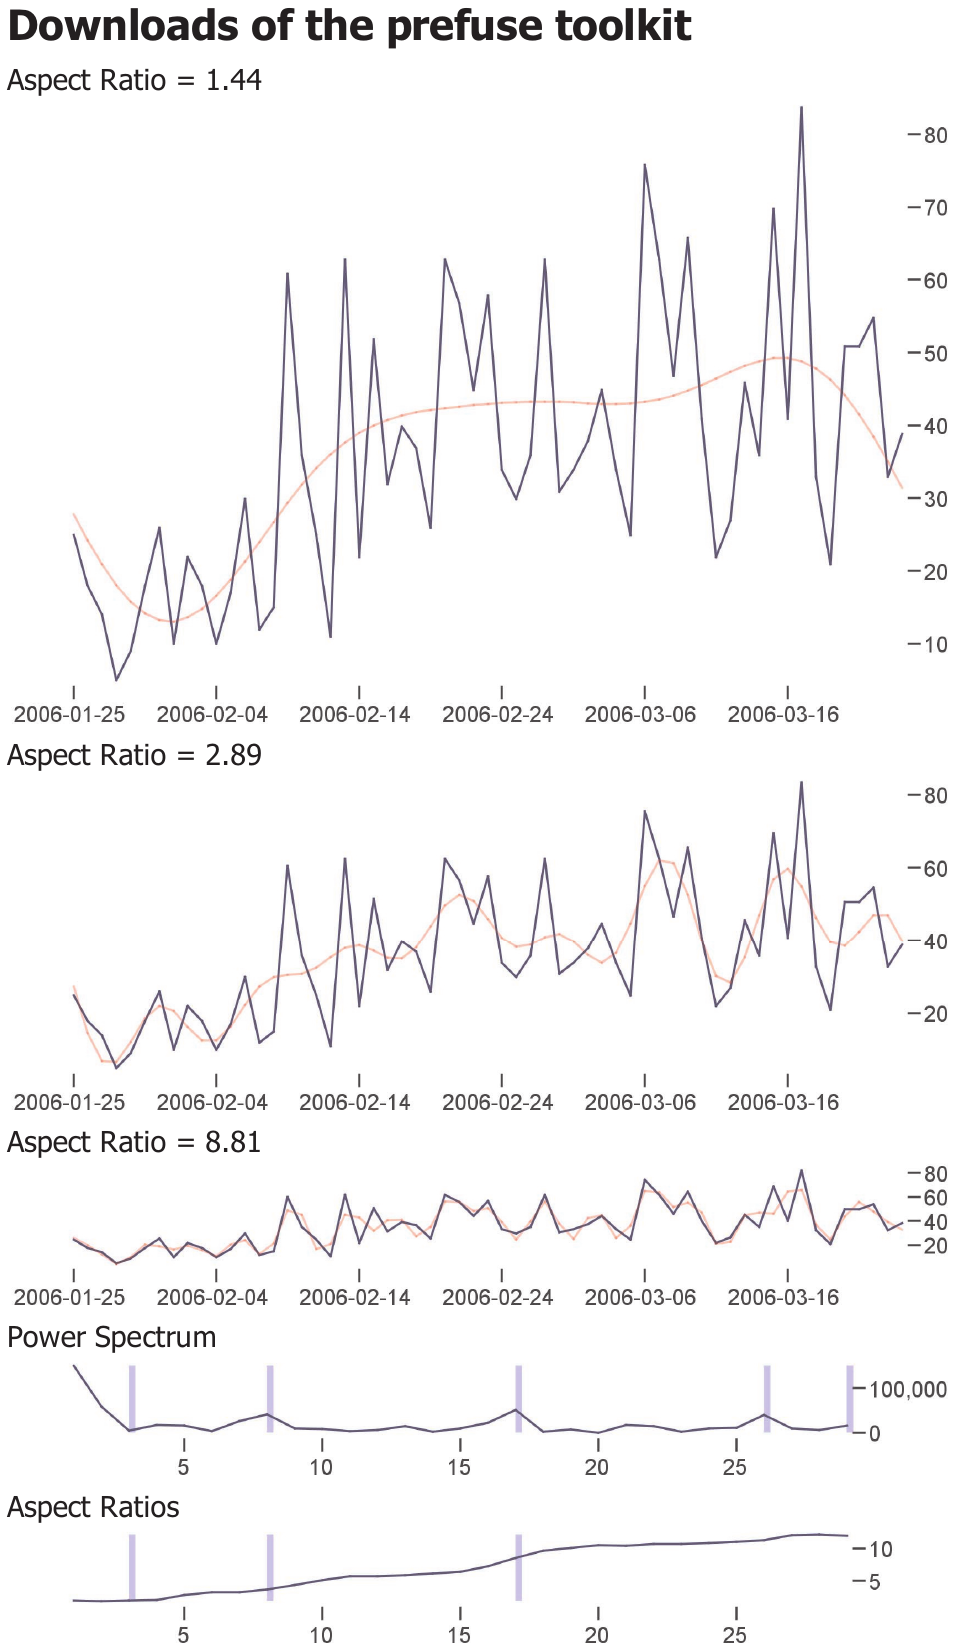 Downloads of the prefuse toolkit
Aspect Ratio = 1.44
80
70
60
50
40
30
20
10
2006-01-25 2006-02-04 2006-02-14 2006-02-24 2006-03-06 2006-03-16
Aspect Ratio = 2.89
80
60
40
20
2006-01-25 2006-02-04 2006-02-14 2006-02-24 2006-03-06 2006-03-16
Aspect Ratio = 8.81
80
60
40
20
2006-01-25 2006-02-04 2006-02-14 2006-02-24 2006-03-06 2006-03-16
Power Spectrum
100,000
0
5 10 15 20 25
Aspect Ratios
10
5
5 10 15 20 25